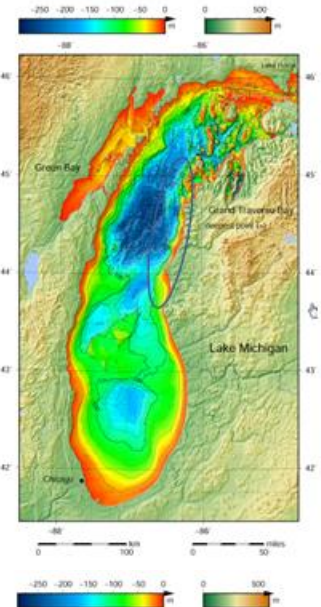 -250 -200 -150 -100 -50 0
m
0 500
m
-88˚ -86˚
46˚ 46˚
Green Bay
45˚ 45˚
Grand Traverse Bay
44˚ 44˚
Lake Michigan
43˚ 43˚
42˚ 42˚
Chicago
-88˚ -86˚
km miles
0 100 0 50
-250 -200 -150 -100 -50 0
m
0 500
m